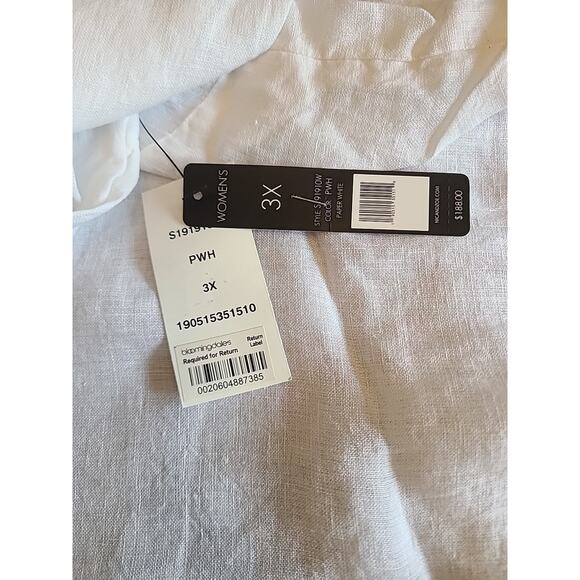 WOMEN'S
3X
STYLE: S191910W
COLOR: PWH
PAPER WHITE
NICANDZOE.COM
$188.00
PWH
3X
190515351510
bloomingdale's
Return
Label
Required for Return
0020604887385